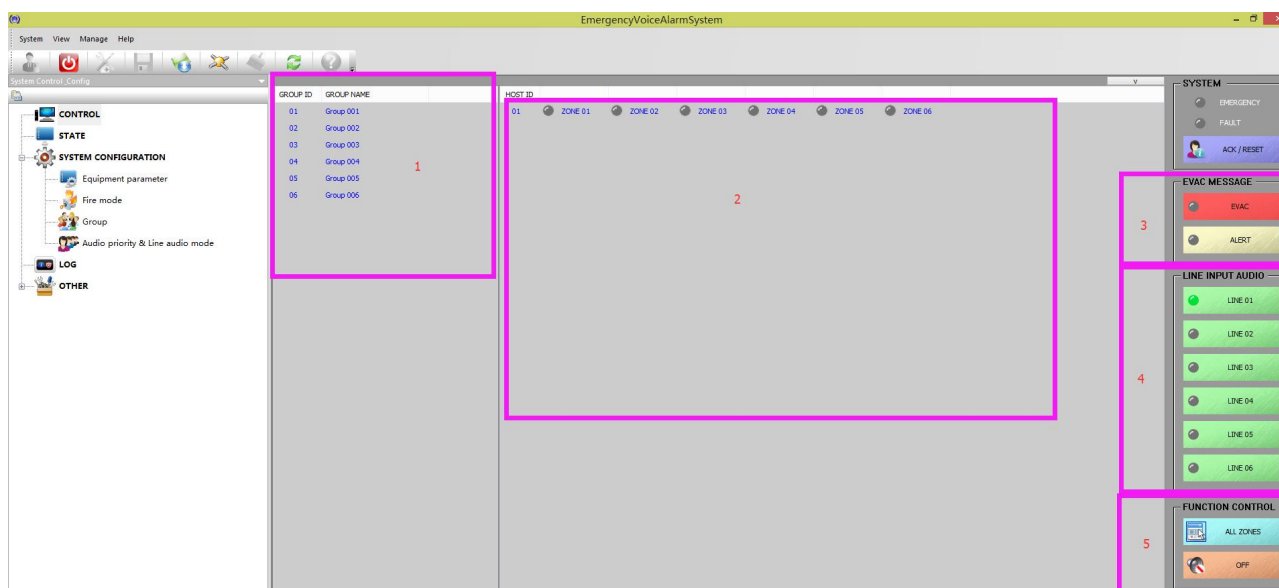 EmergencyVoiceAlarmSystem
System View Manage Help
System Control_Config
CONTROL
STATE
SYSTEM CONFIGURATION
Equipment parameter
Fire mode
Group
Audio priority & Line audio mode
LOG
OTHER
GROUP ID GROUP NAME
01 Group 001
02 Group 002
03 Group 003
04 Group 004
05 Group 005
06 Group 006
1
HOST ID
01 ZONE 01 ZONE 02 ZONE 03 ZONE 04 ZONE 05 ZONE 06
2
V
SYSTEM
EMERGENCY
FAULT
ACK / RESET
EVAC MESSAGE
EVAC
ALERT
3
LINE INPUT AUDIO
LINE 01
LINE 02
LINE 03
LINE 04
LINE 05
LINE 06
4
FUNCTION CONTROL
ALL ZONES
OFF
5